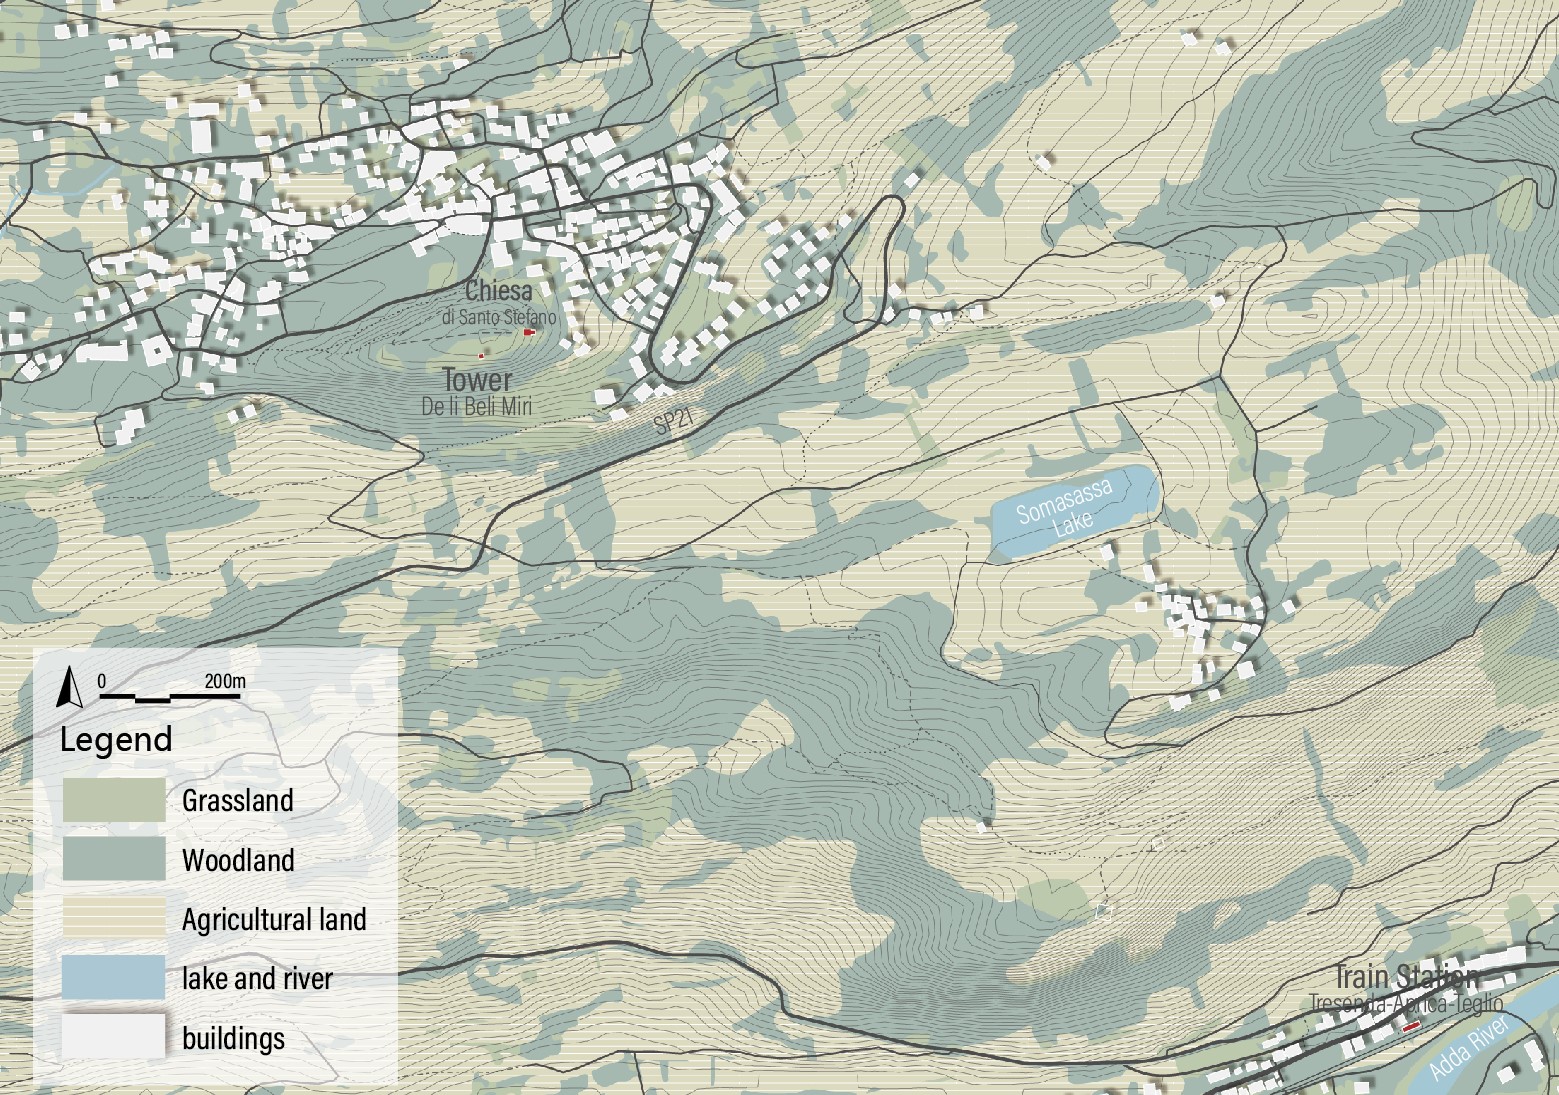 Chiesa
di Santo Stefano
Tower
De li Beli Miri
SP21
Somasassa
Lake
0 200m
Legend
Grassland
Woodland
Agricultural land
lake and river
buildings
Train Station
Tresenda-Aprica-Teglio
Adda River